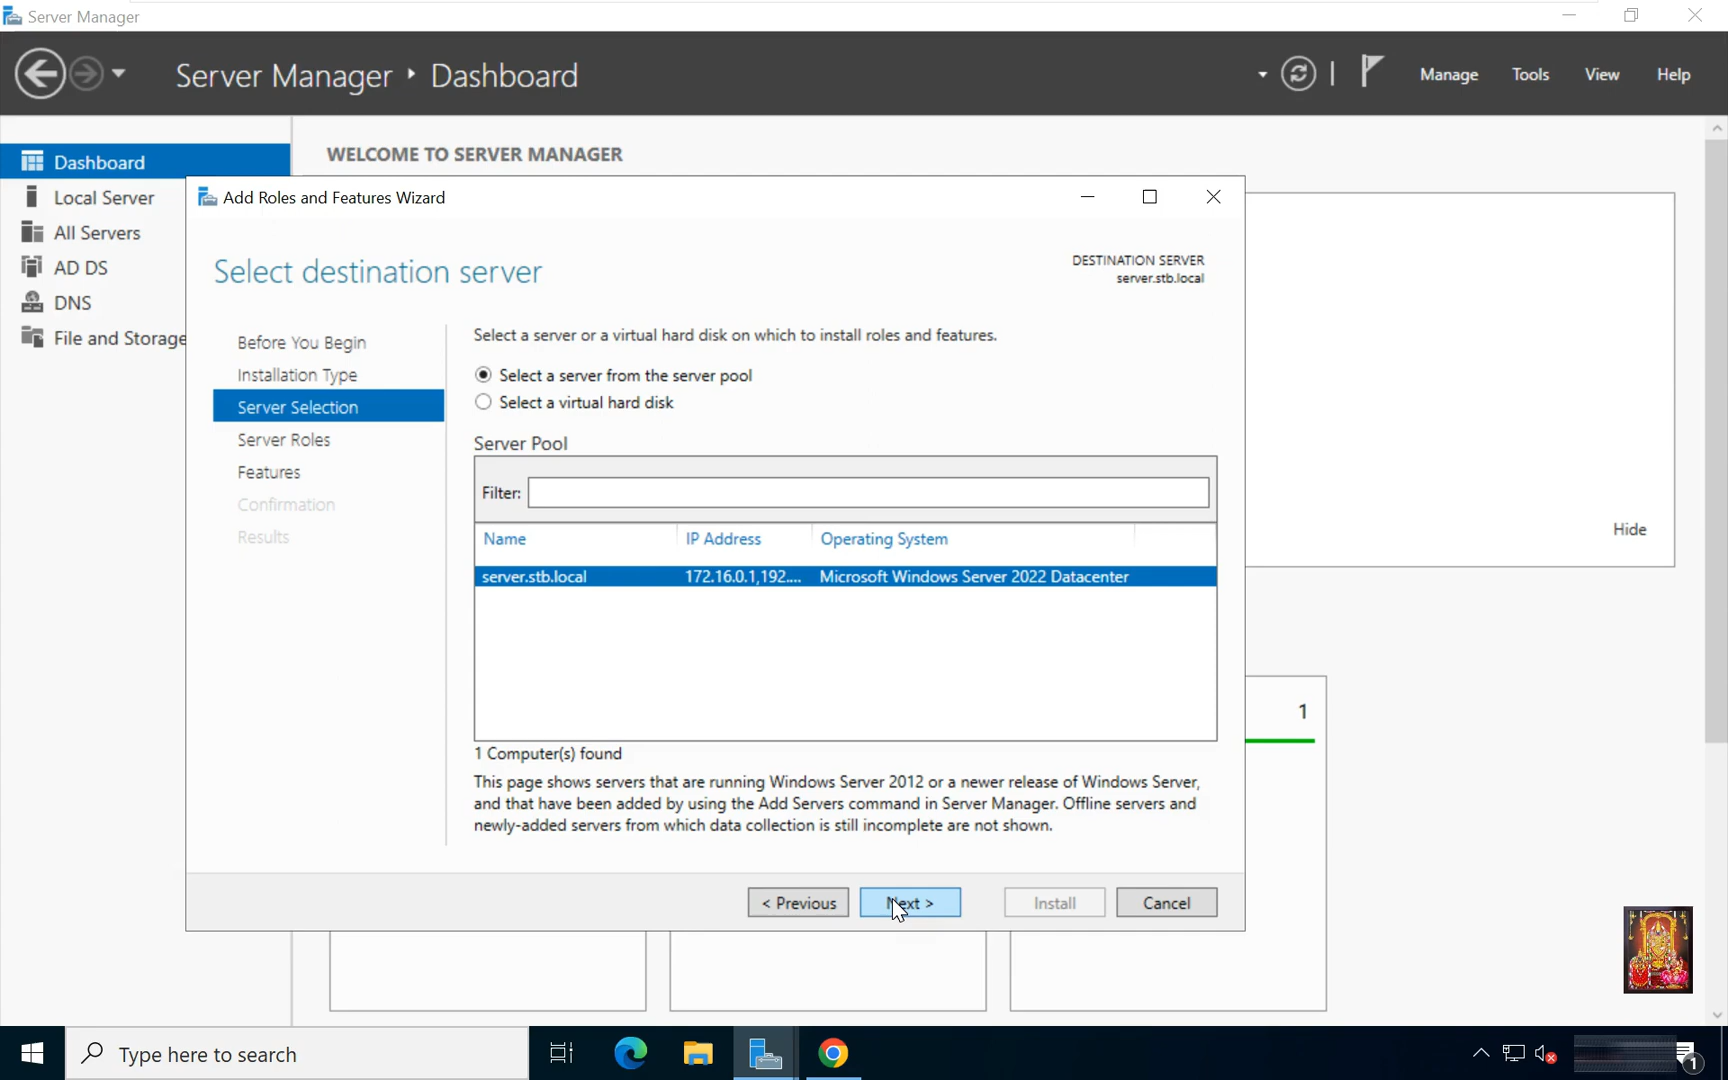 Server Manager
Server Manager ‣ Dashboard
Manage Tools View Help
Dashboard
Local Server
All Servers
AD DS
DNS
File and Storage
WELCOME TO SERVER MANAGER
Hide
1
Add Roles and Features Wizard
Select destination server
DESTINATION SERVER
server.stb.local
Before You Begin
Installation Type
Server Selection
Server Roles
Features
Confirmation
Results
Select a server or a virtual hard disk on which to install roles and features.
Select a server from the server pool
Select a virtual hard disk
Server Pool
Filter:
Name IP Address Operating System
server.stb.local 172.16.0.1,192.... Microsoft Windows Server 2022 Datacenter
1 Computer(s) found
This page shows servers that are running Windows Server 2012 or a newer release of Windows Server,
and that have been added by using the Add Servers command in Server Manager. Offline servers and
newly-added servers from which data collection is still incomplete are not shown.
< Previous Next > Install Cancel
Type here to search
1